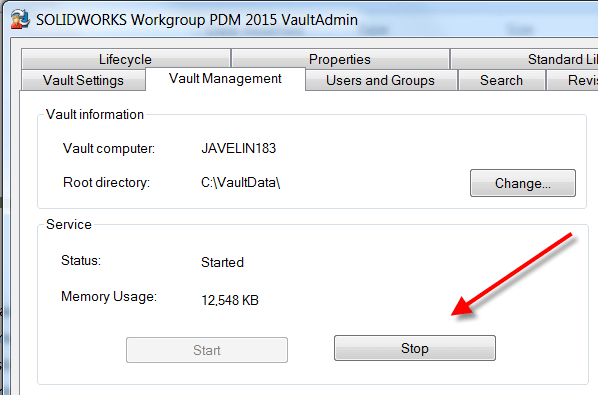 SOLIDWORKS Workgroup PDM 2015 VaultAdmin
Lifecycle Properties Standard Li
Vault Settings Vault Management Users and Groups Search Revi
Vault information
Vault computer: JAVELIN183
Root directory: C:\VaultData\ Change...
Service
Status: Started
Memory Usage: 12,548 KB
Start Stop